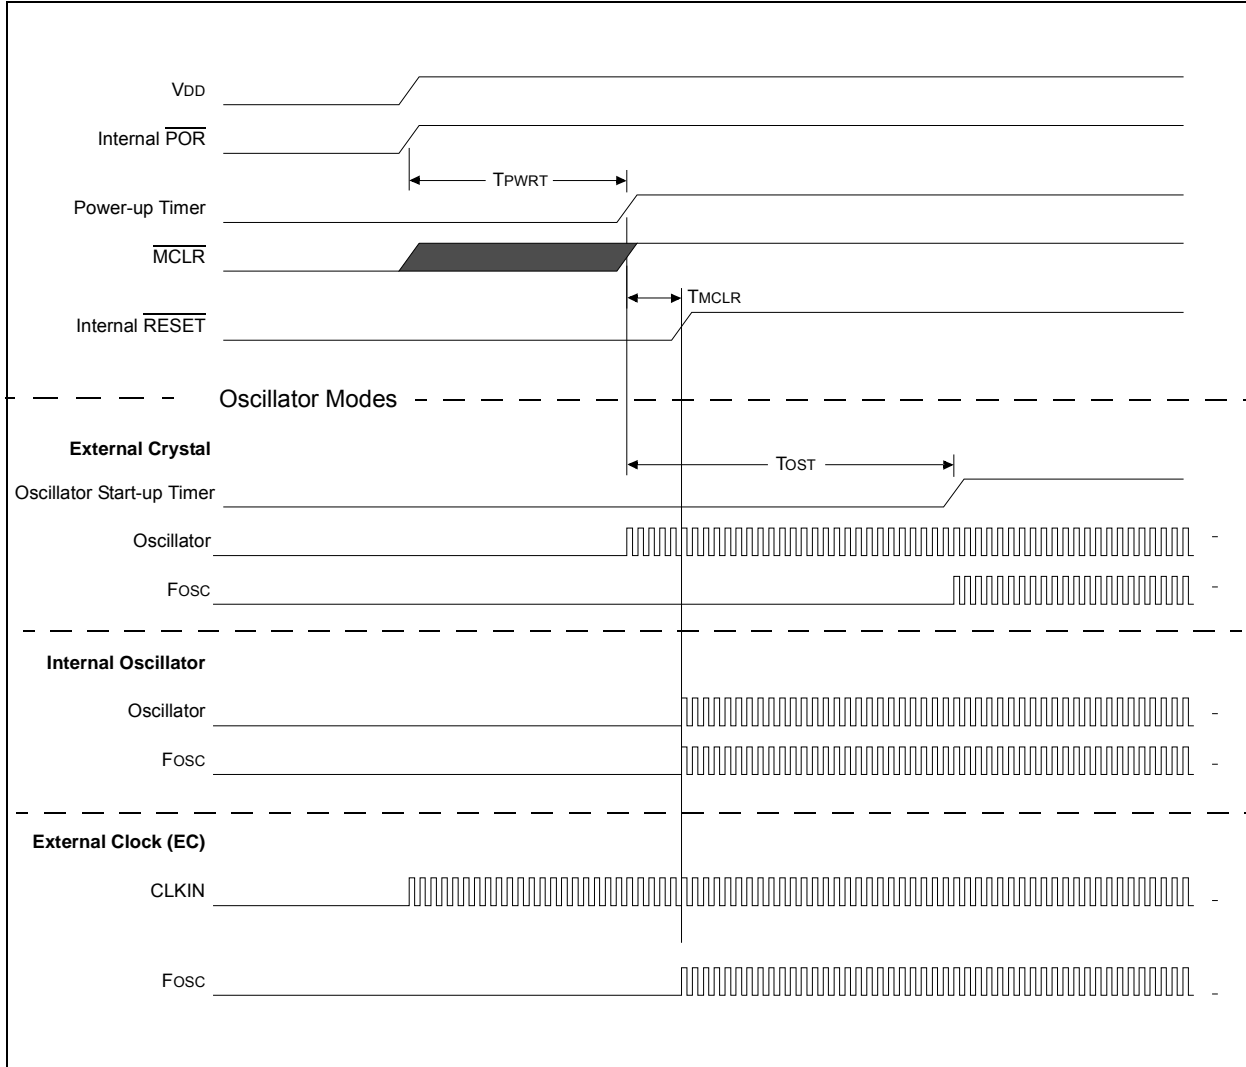 VDD
Internal POR
TPWRT
Power-up Timer
MCLR
TMCLR
Internal RESET
Oscillator Modes
External Crystal
TOST
Oscillator Start-up Timer
Oscillator
FOSC
Internal Oscillator
Oscillator
FOSC
External Clock (EC)
CLKIN
FOSC